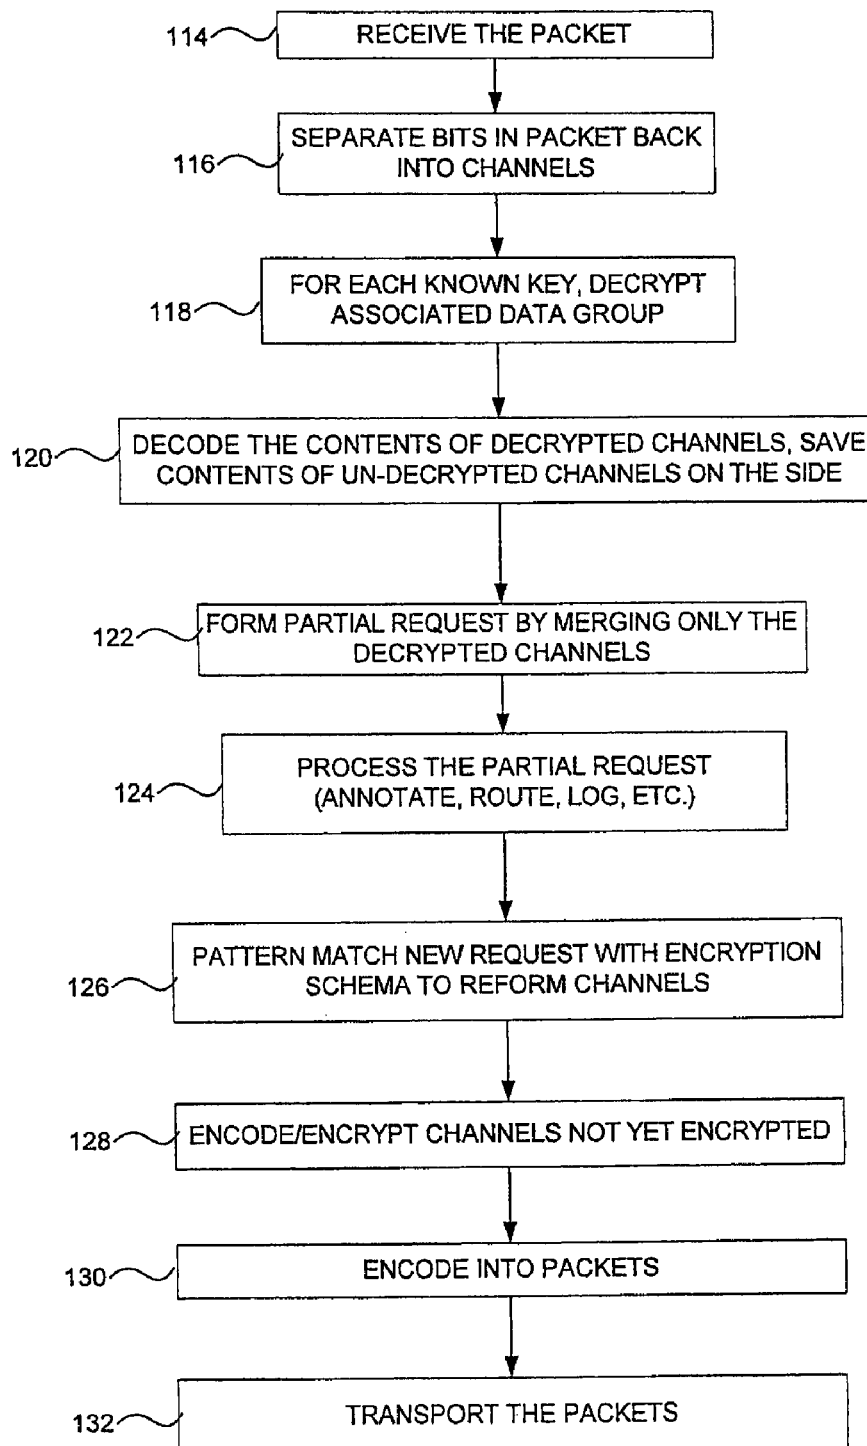 114
RECEIVE THE PACKET
116
SEPARATE BITS IN PACKET BACK
INTO CHANNELS
118
FOR EACH KNOWN KEY, DECRYPT
ASSOCIATED DATA GROUP
120
DECODE THE CONTENTS OF DECRYPTED CHANNELS, SAVE
CONTENTS OF UN-DECRYPTED CHANNELS ON THE SIDE
122
FORM PARTIAL REQUEST BY MERGING ONLY THE
DECRYPTED CHANNELS
124
PROCESS THE PARTIAL REQUEST
(ANNOTATE, ROUTE, LOG, ETC.)
126
PATTERN MATCH NEW REQUEST WITH ENCRYPTION
SCHEMA TO REFORM CHANNELS
128
ENCODE/ENCRYPT CHANNELS NOT YET ENCRYPTED
130
ENCODE INTO PACKETS
132
TRANSPORT THE PACKETS